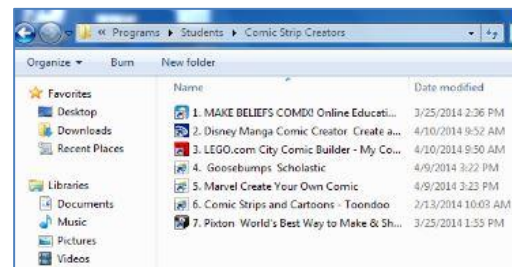 « Programs ▸ Students ▸ Comic Strip Creators
Organize Burn New folder
Name Date modified
Favorites
Desktop
Downloads
Recent Places
Libraries
Documents
Music
Pictures
Videos
1. MAKE BELIEFS COMIX! Online Educati... 3/25/2014 2:36 PM
2. Disney Manga Comic Creator Create a... 4/10/2014 9:52 AM
3. LEGO.com City Comic Builder - My Co... 4/10/2014 9:50 AM
4. Goosebumps Scholastic 4/9/2014 3:22 PM
5. Marvel Create Your Own Comic 4/9/2014 3:23 PM
6. Comic Strips and Cartoons - Toondoo 2/13/2014 10:03 AM
7. Pixton World's Best Way to Make & Sh... 3/25/2014 1:55 PM